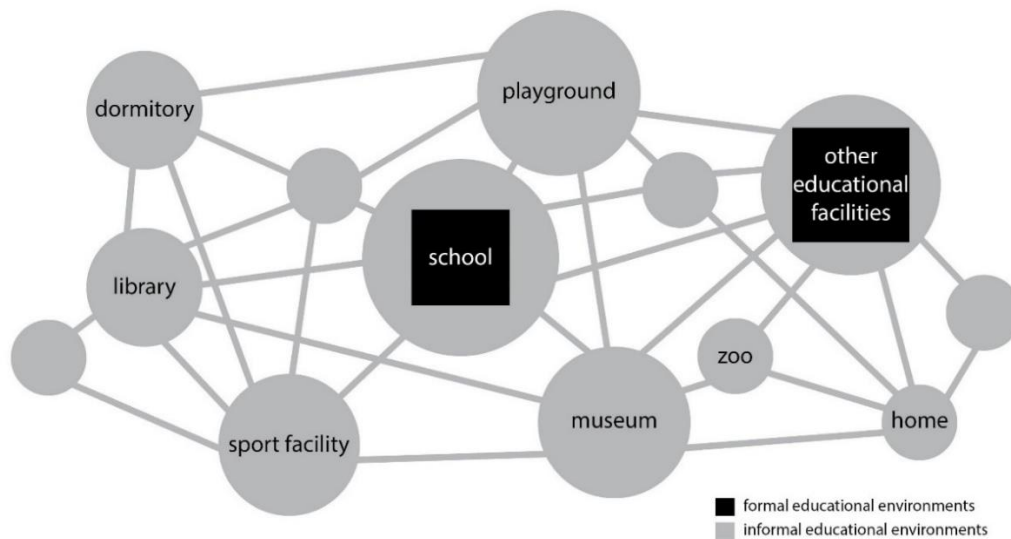 playground
dormitory
other
educational
facilities
school
library
zoo
museum
home
sport facility
formal educational environments
informal educational environments